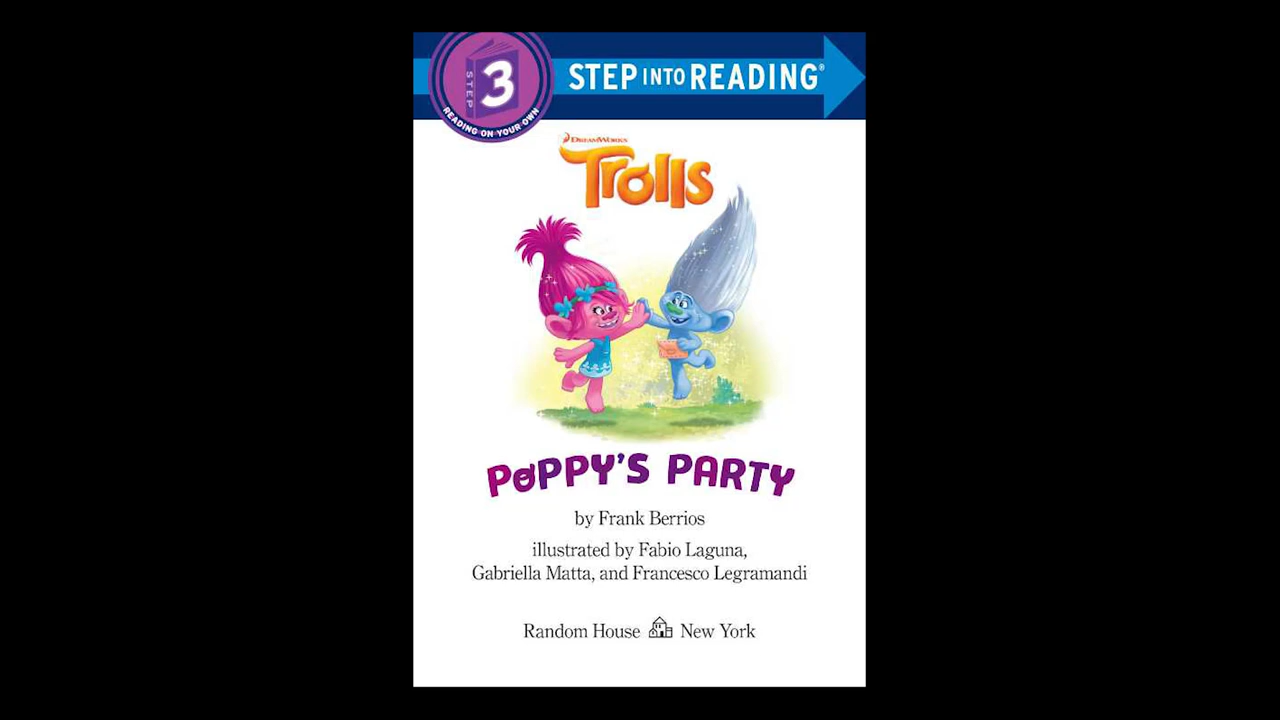 STEP 3
READING ON YOUR OWN
STEP INTO READING®
DREAMWORKS
Trolls
POPPY'S PARTY
by Frank Berrios
illustrated by Fabio Laguna,
Gabriella Matta, and Francesco Legramandi
Random House New York